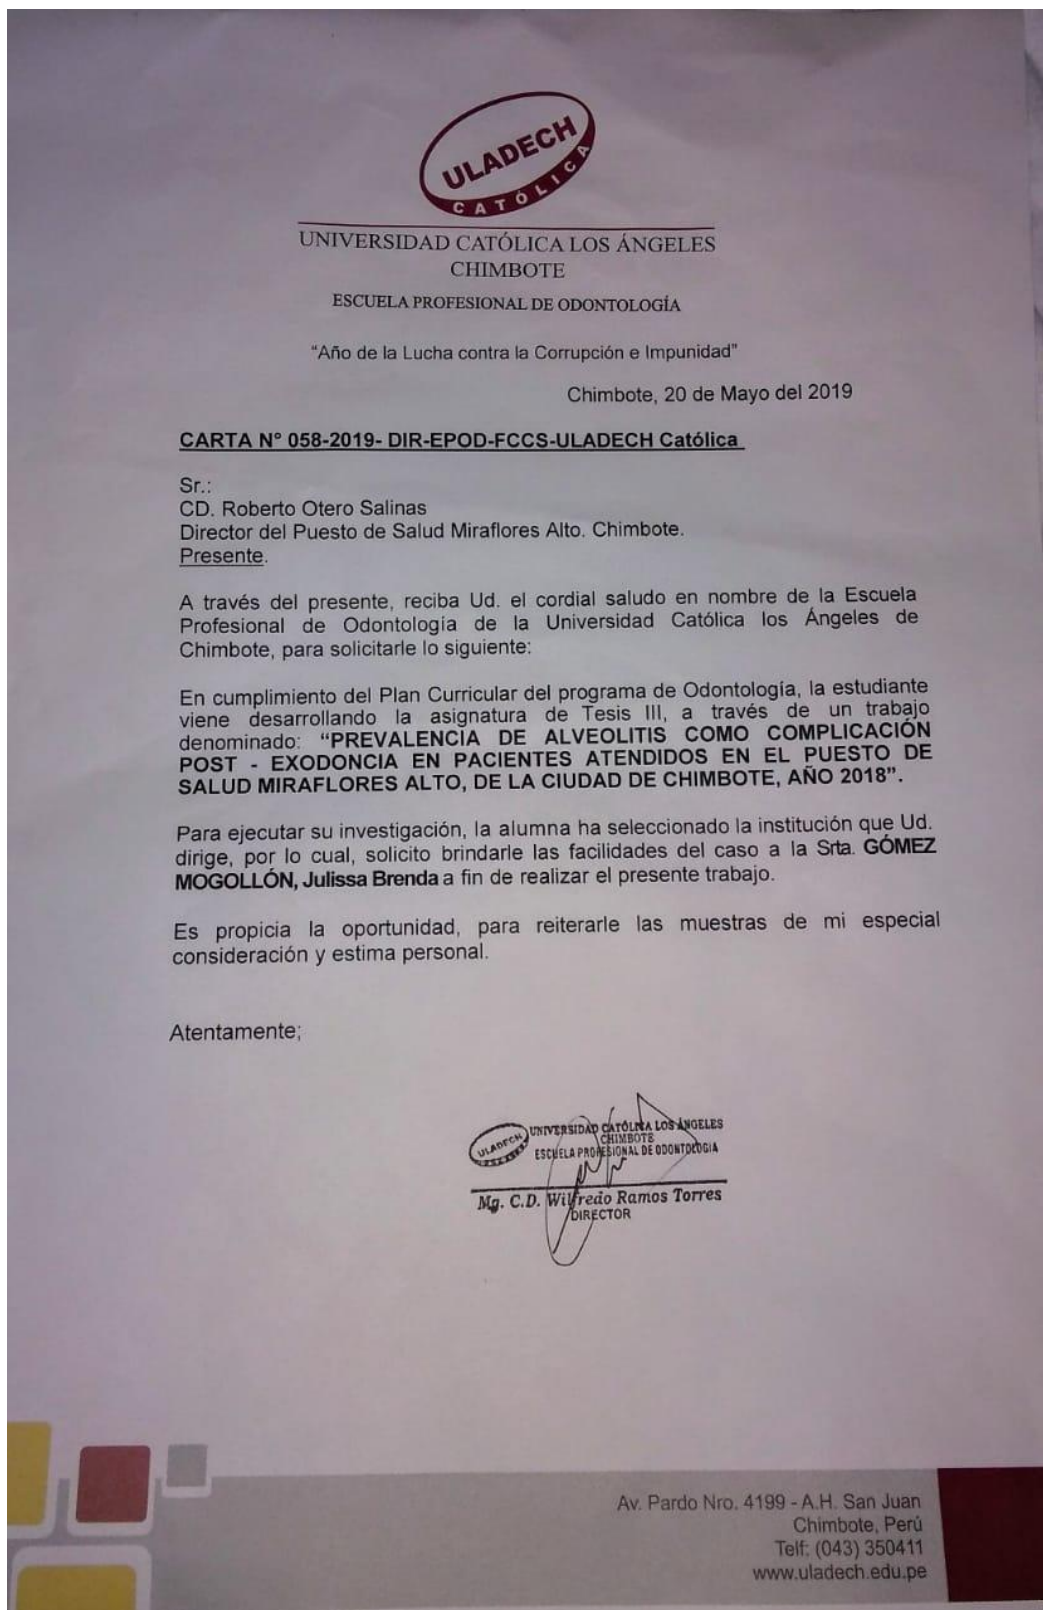 ULADECH
CATÓLICA
UNIVERSIDAD CATÓLICA LOS ÁNGELES
CHIMBOTE
ESCUELA PROFESIONAL DE ODONTOLOGÍA
“Año de la Lucha contra la Corrupción e Impunidad”
Chimbote, 20 de Mayo del 2019
CARTA N° 058-2019- DIR-EPOD-FCCS-ULADECH Católica
Sr.:
CD. Roberto Otero Salinas
Director del Puesto de Salud Miraflores Alto. Chimbote.
Presente.
A través del presente, reciba Ud. el cordial saludo en nombre de la Escuela
Profesional de Odontología de la Universidad Católica los Ángeles de
Chimbote, para solicitarle lo siguiente:
En cumplimiento del Plan Curricular del programa de Odontología, la estudiante
viene desarrollando la asignatura de Tesis III, a través de un trabajo
denominado: “PREVALENCIA DE ALVEOLITIS COMO COMPLICACIÓN
POST - EXODONCIA EN PACIENTES ATENDIDOS EN EL PUESTO DE
SALUD MIRAFLORES ALTO, DE LA CIUDAD DE CHIMBOTE, AÑO 2018”.
Para ejecutar su investigación, la alumna ha seleccionado la institución que Ud.
dirige, por lo cual, solicito brindarle las facilidades del caso a la Srta. GÓMEZ
MOGOLLÓN, Julissa Brenda a fin de realizar el presente trabajo.
Es propicia la oportunidad, para reiterarle las muestras de mi especial
consideración y estima personal.
Atentamente;
ULADECH
UNIVERSIDAD CATÓLICA LOS ÁNGELES
CHIMBOTE
ESCUELA PROFESIONAL DE ODONTOLOGIA
Mg. C.D. Wilfredo Ramos Torres
DIRECTOR
Av. Pardo Nro. 4199 - A.H. San Juan
Chimbote, Perú
Telf: (043) 350411
www.uladech.edu.pe